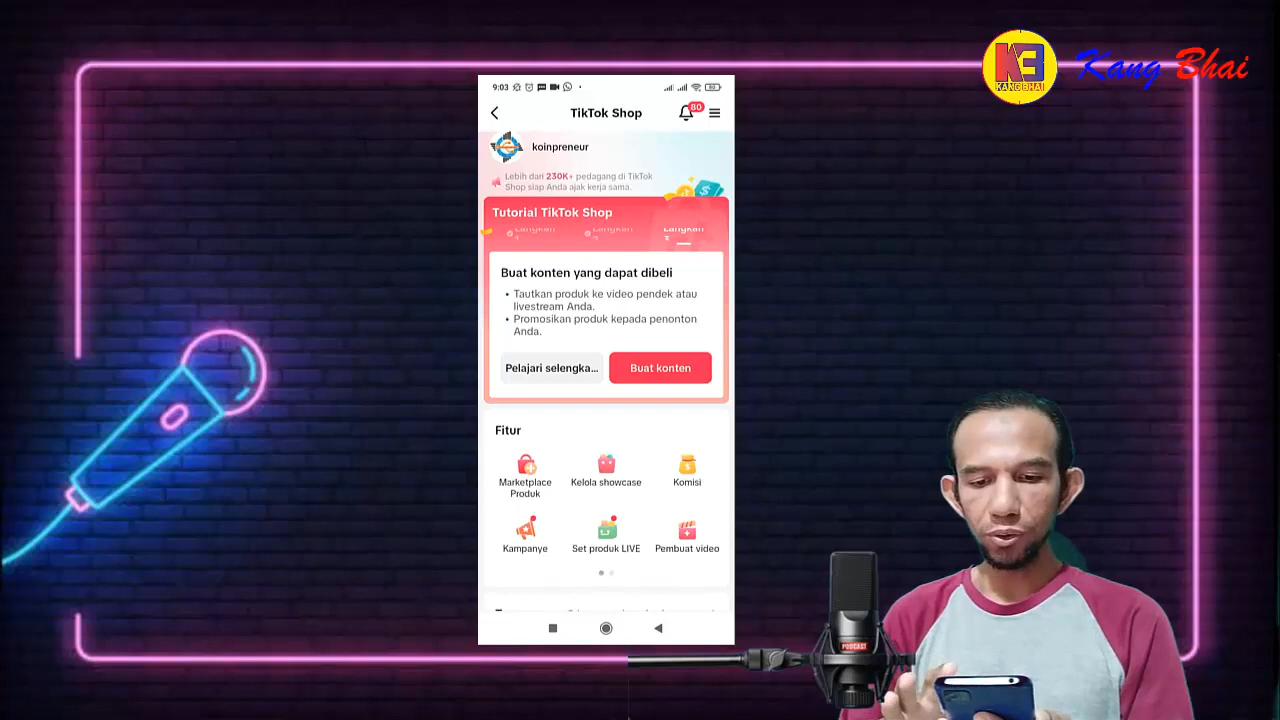 KB
KANG BHAI
Kang Bhai
9:03
80
TikTok Shop
80
koinpreneur
Lebih dari 230K+ pedagang di TikTok
Shop siap Anda ajak kerja sama.
Tutorial TikTok Shop
Buat konten yang dapat dibeli
• Tautkan produk ke video pendek atau
livestream Anda.
• Promosikan produk kepada penonton
Anda.
Pelajari selengka...
Buat konten
Fitur
Marketplace
Produk
Kelola showcase
Komisi
Kampanye
Set produk LIVE
Pembuat video
PODCAST